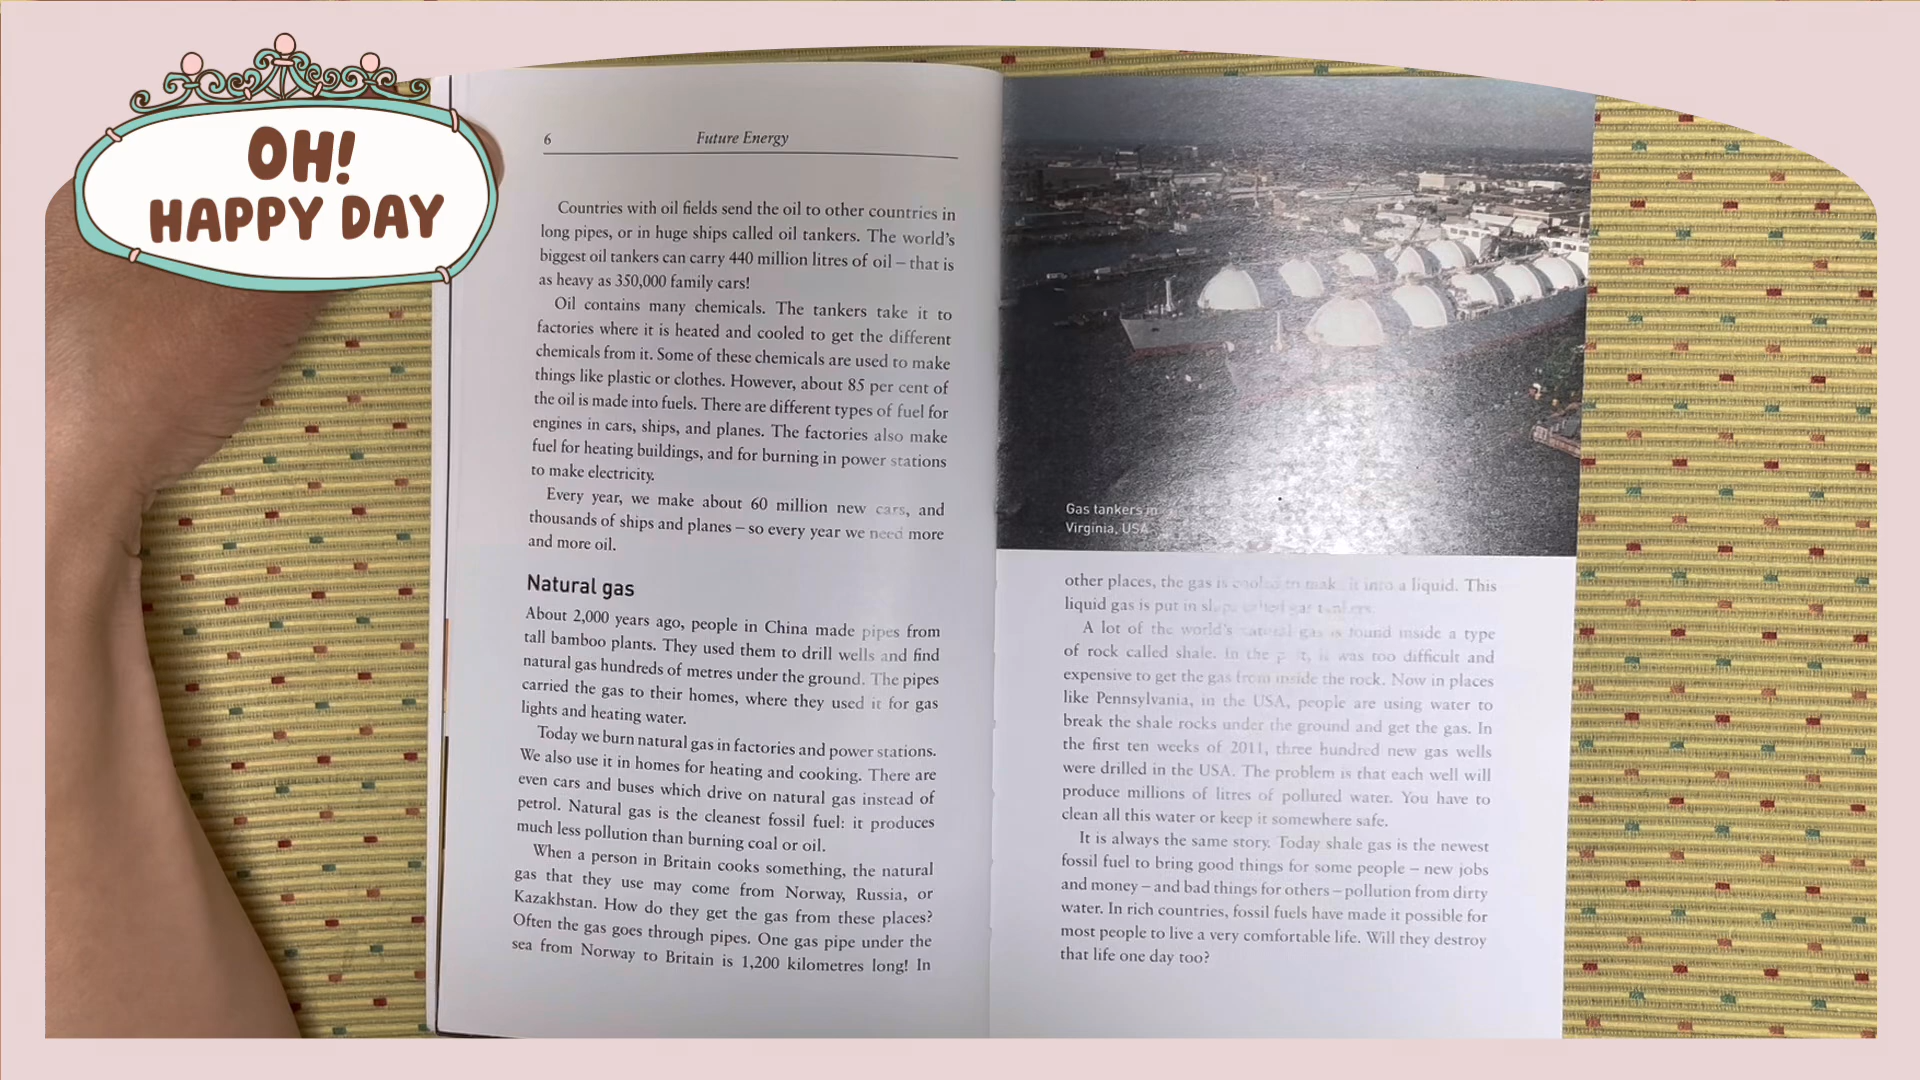 OH!
HAPPY DAY
6 Future Energy
Countries with oil fields send the oil to other countries in
long pipes, or in huge ships called oil tankers. The world's
biggest oil tankers can carry 440 million litres of oil – that is
as heavy as 350,000 family cars!
Oil contains many chemicals. The tankers take it to
factories where it is heated and cooled to get the different
chemicals from it. Some of these chemicals are used to make
things like plastic or clothes. However, about 85 per cent of
the oil is made into fuels. There are different types of fuel for
engines in cars, ships, and planes. The factories also make
fuel for heating buildings, and for burning in power stations
to make electricity.
Every year, we make about 60 million new cars, and
thousands of ships and planes – so every year we need more
and more oil.
Natural gas
About 2,000 years ago, people in China made pipes from
tall bamboo plants. They used them to drill wells and find
natural gas hundreds of metres under the ground. The pipes
carried the gas to their homes, where they used it for gas
lights and heating water.
Today we burn natural gas in factories and power stations.
We also use it in homes for heating and cooking. There are
even cars and buses which drive on natural gas instead of
petrol. Natural gas is the cleanest fossil fuel: it produces
much less pollution than burning coal or oil.
When a person in Britain cooks something, the natural
gas that they use may come from Norway, Russia, or
Kazakhstan. How do they get the gas from these places?
Often the gas goes through pipes. One gas pipe under the
sea from Norway to Britain is 1,200 kilometres long! In
Gas tankers in
Virginia, USA
other places, the gas is cooled to make it into a liquid. This
liquid gas is put in ships called gas tankers.
A lot of the world's natural gas is found inside a type
of rock called shale. In the past, it was too difficult and
expensive to get the gas from inside the rock. Now in places
like Pennsylvania, in the USA, people are using water to
break the shale rocks under the ground and get the gas. In
the first ten weeks of 2011, three hundred new gas wells
were drilled in the USA. The problem is that each well will
produce millions of litres of polluted water. You have to
clean all this water or keep it somewhere safe.
It is always the same story. Today shale gas is the newest
fossil fuel to bring good things for some people – new jobs
and money – and bad things for others – pollution from dirty
water. In rich countries, fossil fuels have made it possible for
most people to live a very comfortable life. Will they destroy
that life one day too?